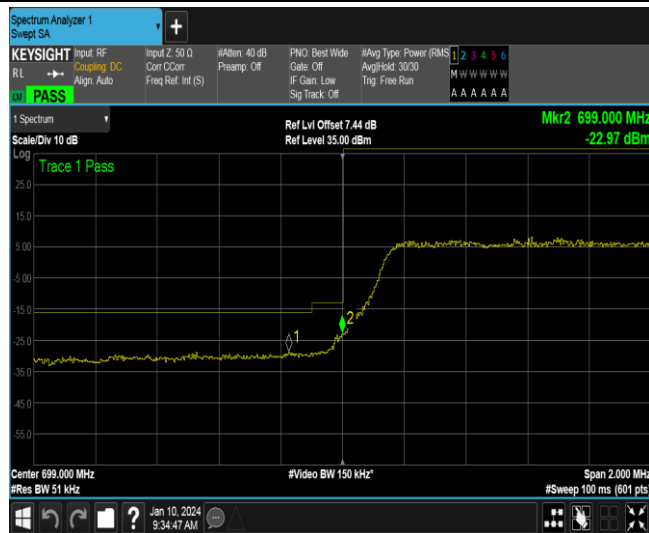 Spectrum Analyzer 1
Swept SA
+
KEYSIGHT
RL
LV PASS
Input: RF
Coupling: DC
Align: Auto
Input Z: 50 Ω
Corr CCorr
Freq Ref: Int (S)
#Atten: 40 dB
Preamp: Off
PNO: Best Wide
Gate: Off
IF Gain: Low
Sig Track: Off
#Avg Type: Power (RMS
Avg|Hold: 30/30
Trig: Free Run
1 2 3 4 5 6
M W W W W W
A A A A A A
1 Spectrum
Scale/Div 10 dB
Ref Lvl Offset 7.44 dB
Ref Level 35.00 dBm
Mkr2 699.000 MHz
-22.97 dBm
Log
Trace 1 Pass
25.0
15.0
5.00
-5.00
-15.0
-25.0
-35.0
-45.0
-55.0
1
2
Center 699.000 MHz
#Res BW 51 kHz
#Video BW 150 kHz*
Span 2.000 MHz
#Sweep 100 ms (601 pts)
?
Jan 10, 2024
9:34:47 AM